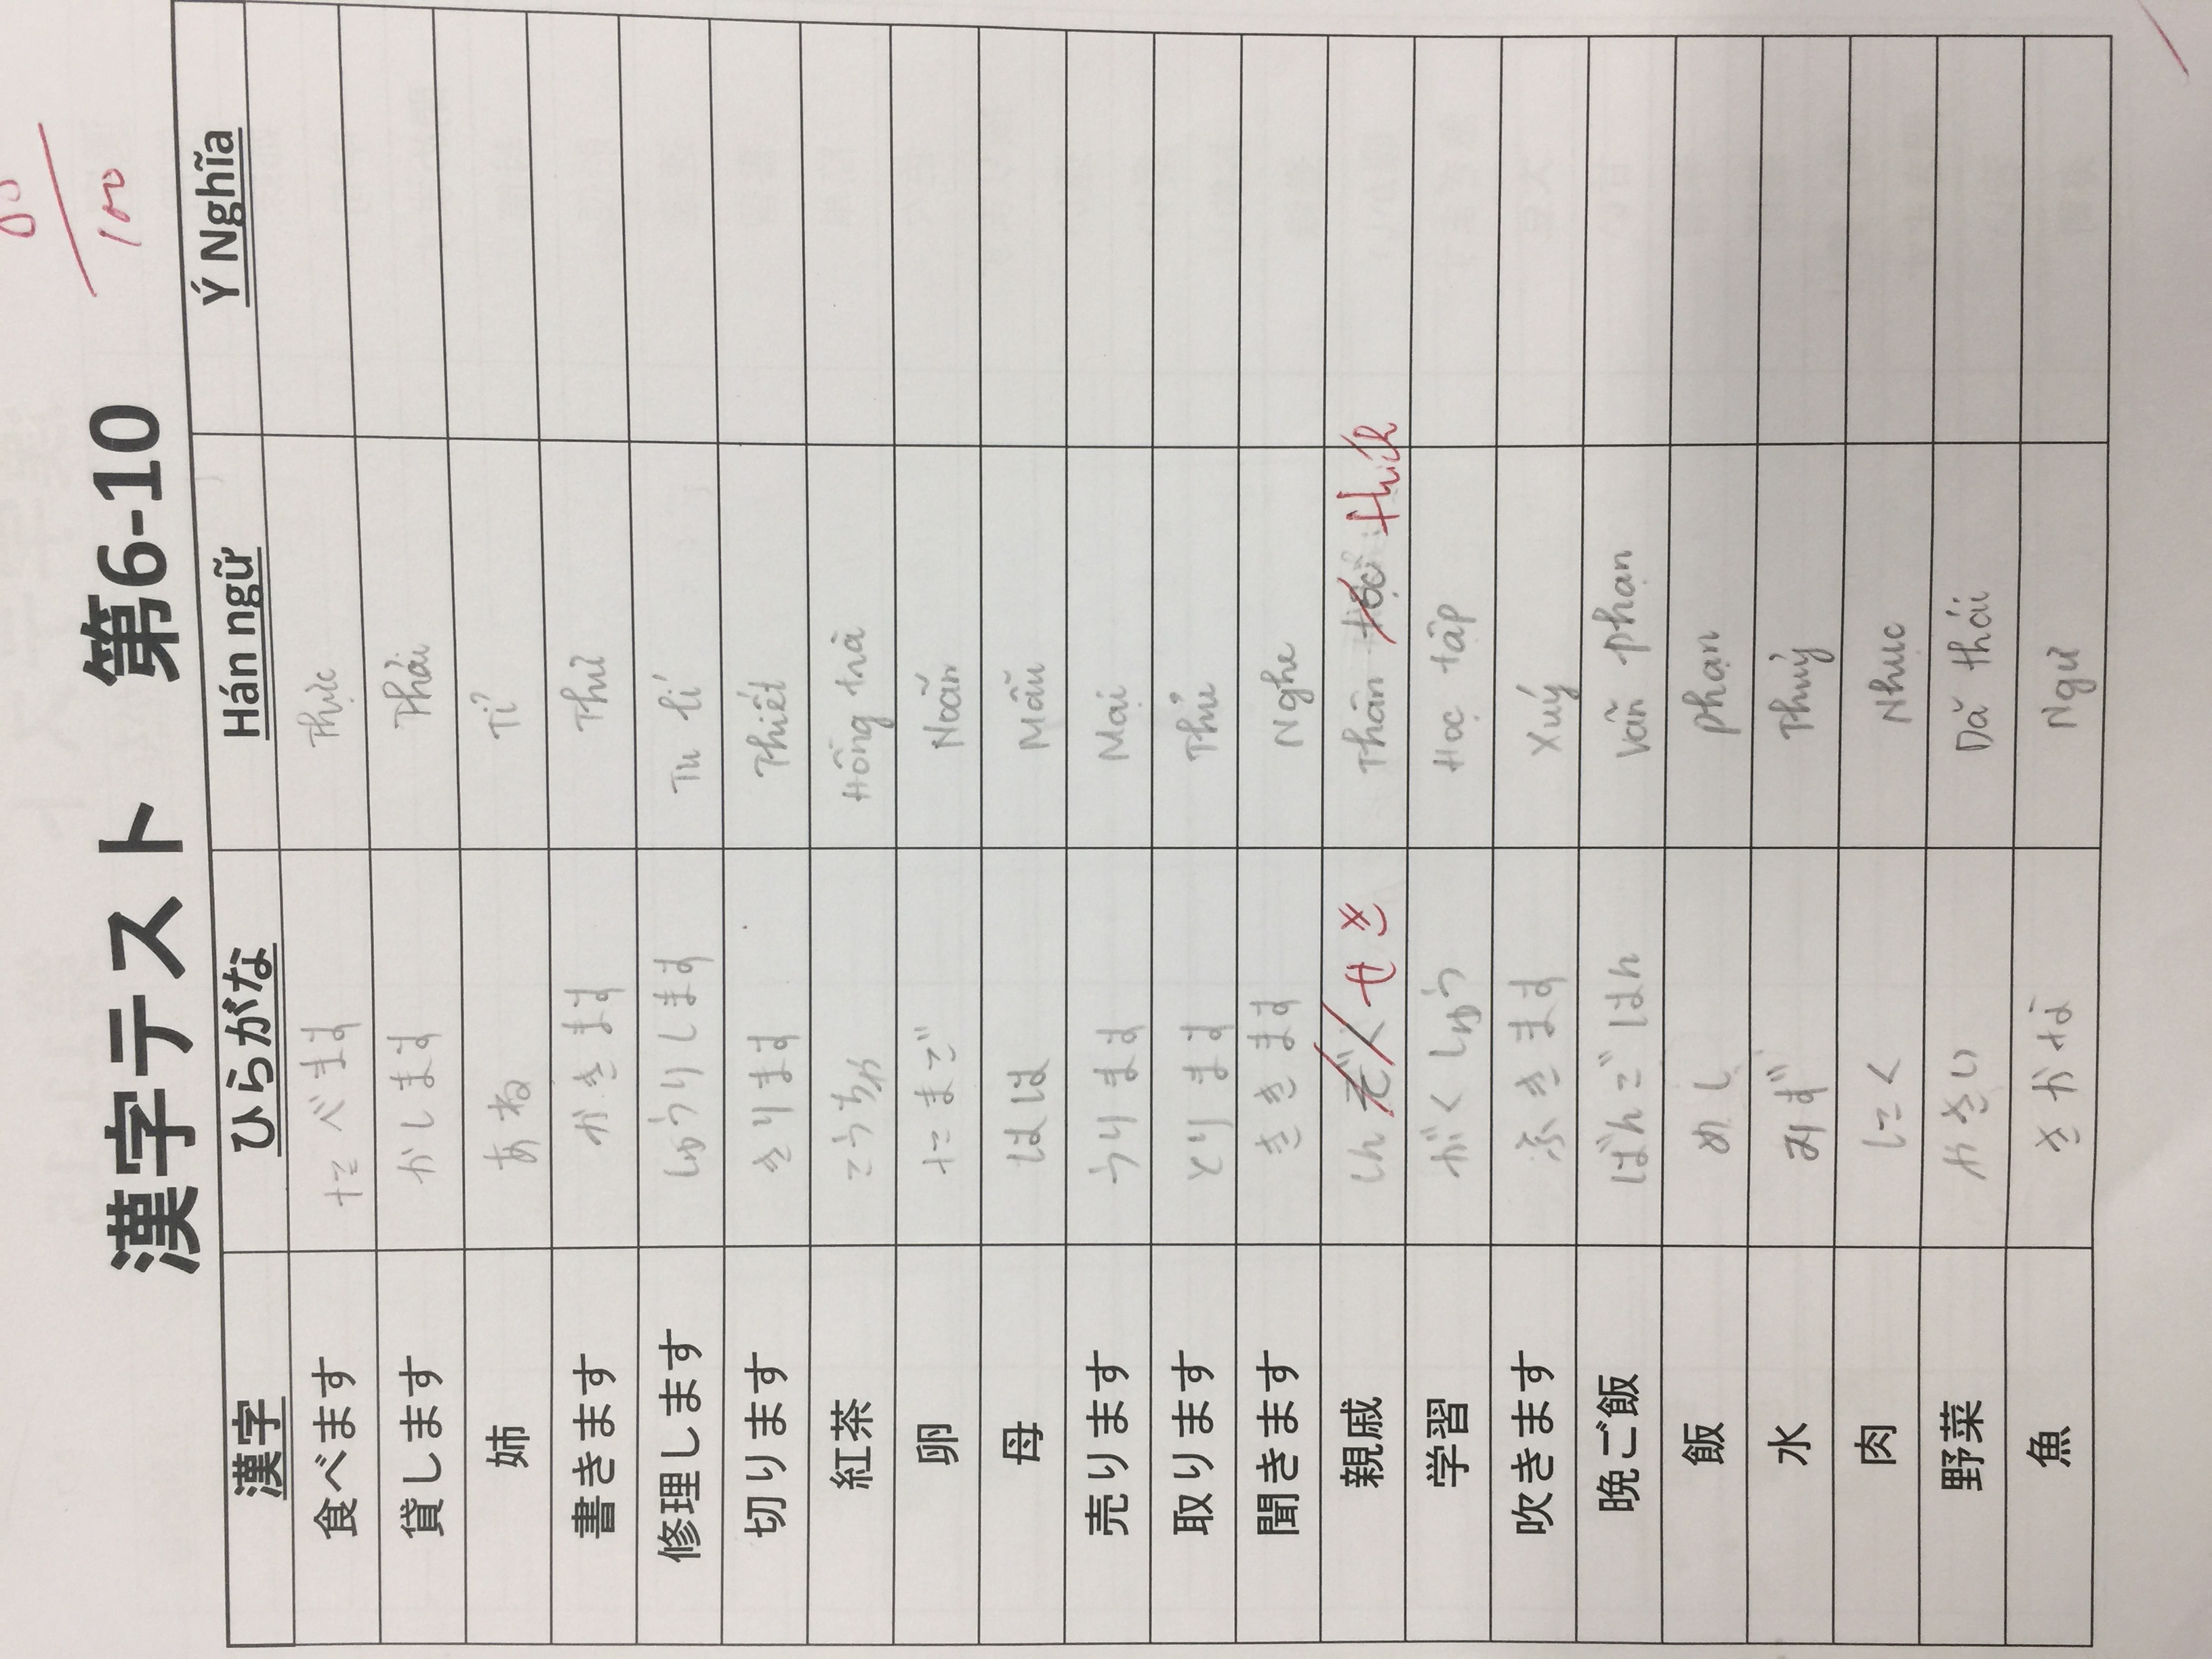 100
漢字テスト 第6-10
漢字 ひらがな Hán ngữ Ý Nghĩa
食べます たべます Thực
貸します かします Thải
姉 あね Tỉ
書きます かきます Thư
修理します しゅうりします Tu lí
切ります きります Thiết
紅茶 こうちゃ Hồng trà
卵 たまご Noãn
母 はは Mẫu
売ります うります Mại
取ります とります Thủ
聞きます ききます Nghe
親戚 しんぞく せき Thân tộc thích
学習 がくしゅう Học tập
吹きます ふきます Xuý
晩ご飯 ばんごはん Vãn phạn
飯 めし phạn
水 みず Thuỷ
肉 にく Nhục
野菜 やさい Dã thái
魚 さかな Ngư